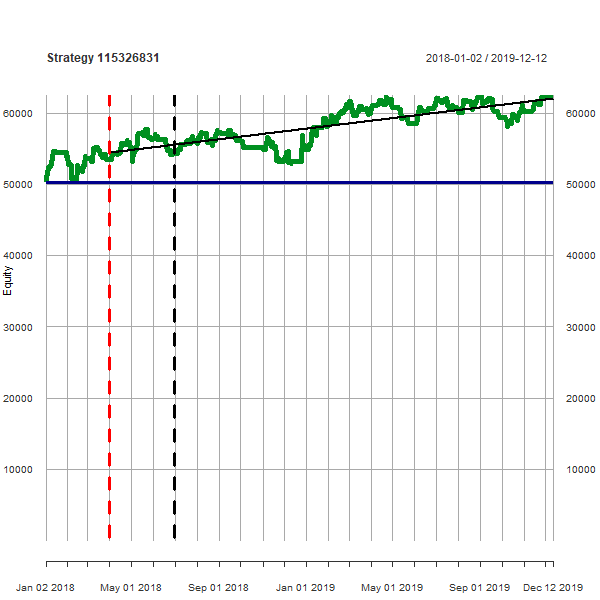 Strategy 115326831 2018-01-02 / 2019-12-12
60000 60000
50000 50000
40000 40000
Equity
30000 30000
20000 20000
10000 10000
Jan 02 2018 May 01 2018 Sep 01 2018 Jan 01 2019 May 01 2019 Sep 01 2019 Dec 12 2019